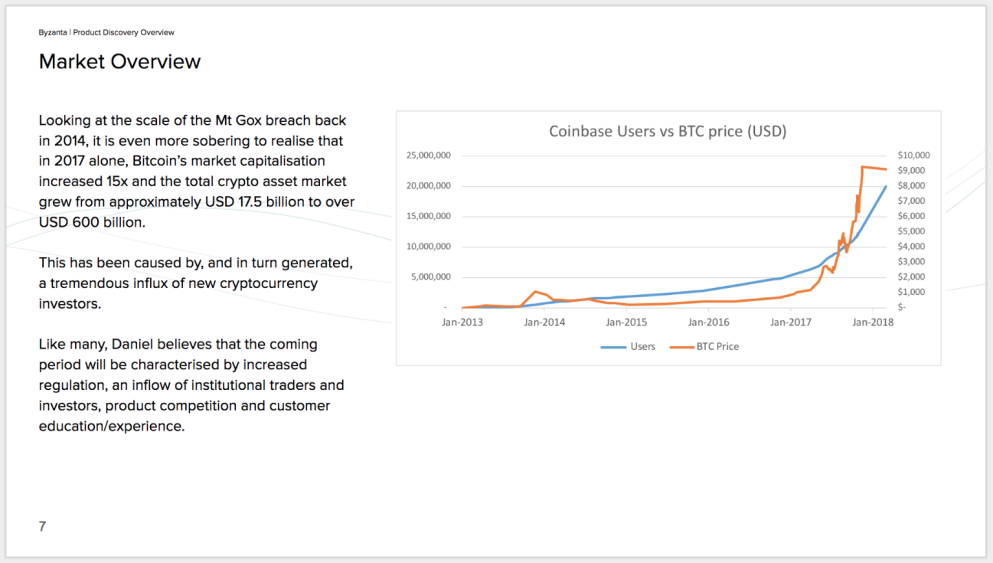 Byzanta | Product Discovery Overview
Market Overview
Looking at the scale of the Mt Gox breach back
in 2014, it is even more sobering to realise that
in 2017 alone, Bitcoin's market capitalisation
increased 15x and the total crypto asset market
grew from approximately USD 17.5 billion to over
USD 600 billion.
This has been caused by, and in turn generated,
a tremendous influx of new cryptocurrency
investors.
Like many, Daniel believes that the coming
period will be characterised by increased
regulation, an inflow of institutional traders and
investors, product competition and customer
education/experience.
Coinbase Users vs BTC price (USD)
25,000,000
20,000,000
15,000,000
10,000,000
5,000,000
-
$10,000
$9,000
$8,000
$7,000
$6,000
$5,000
$4,000
$3,000
$2,000
$1,000
$-
Jan-2013 Jan-2014 Jan-2015 Jan-2016 Jan-2017 Jan-2018
Users BTC Price
7